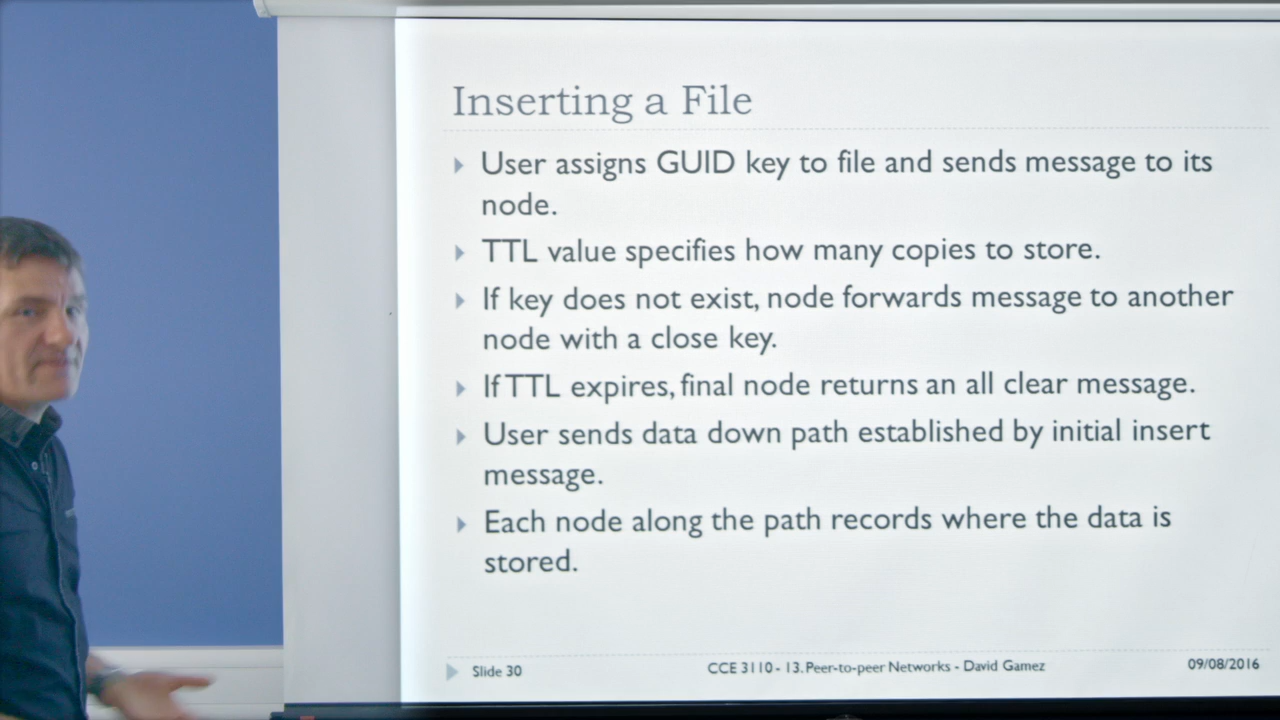 Inserting a File
User assigns GUID key to file and sends message to its
node.
TTL value specifies how many copies to store.
If key does not exist, node forwards message to another
node with a close key.
If TTL expires, final node returns an all clear message.
User sends data down path established by initial insert
message.
Each node along the path records where the data is
stored.
Slide 30
CCE 3110 - 13. Peer-to-peer Networks - David Gamez
09/08/2016